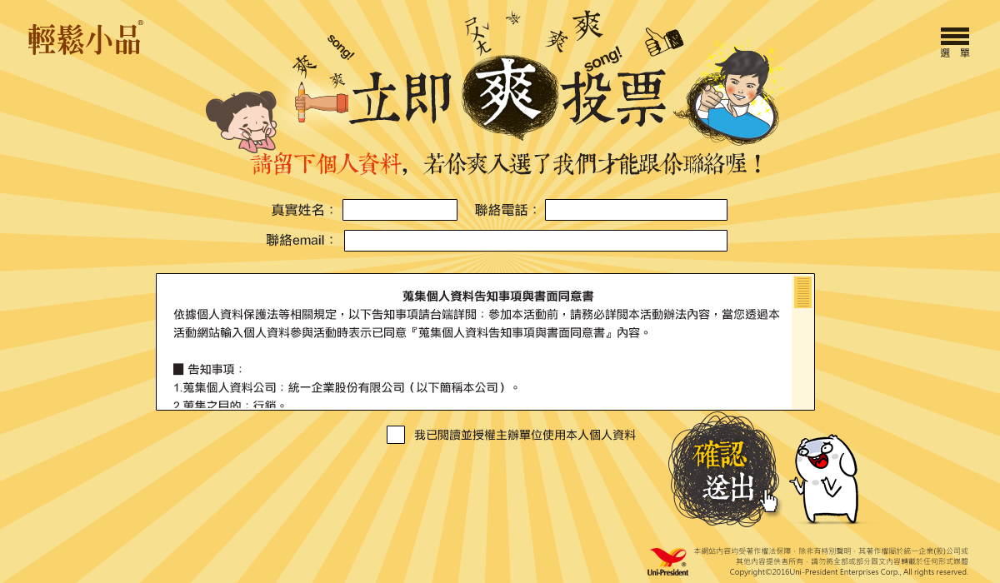 輕鬆小品®
選 單
ㄕㄨㄤ
爽
爽
爽
song!
爽
爽
song!
立即爽投票
請留下個人資料，若你爽入選了我們才能跟你聯絡喔！
真實姓名： 聯絡電話：
聯絡email：
蒐集個人資料告知事項與書面同意書
依據個人資料保護法等相關規定，以下告知事項請台端詳閱：參加本活動前，請務必詳閱本活動辦法內容，當您透過本
活動網站輸入個人資料參與活動時表示已同意『蒐集個人資料告知事項與書面同意書』內容。
■ 告知事項：
1.蒐集個人資料公司：統一企業股份有限公司（以下簡稱本公司）。
2.蒐集之目的：行銷。
我已閱讀並授權主辦單位使用本人個人資料
確認
送出
Uni-President®
本網站內容均受著作權法保障，除非有特別聲明，其著作權屬於統一企業(股)公司或
其他內容提供者所有，請勿將全部或部分圖文內容轉載於任何形式媒體
Copyright©2016Uni-President Enterprises Corp., All rights reserved.